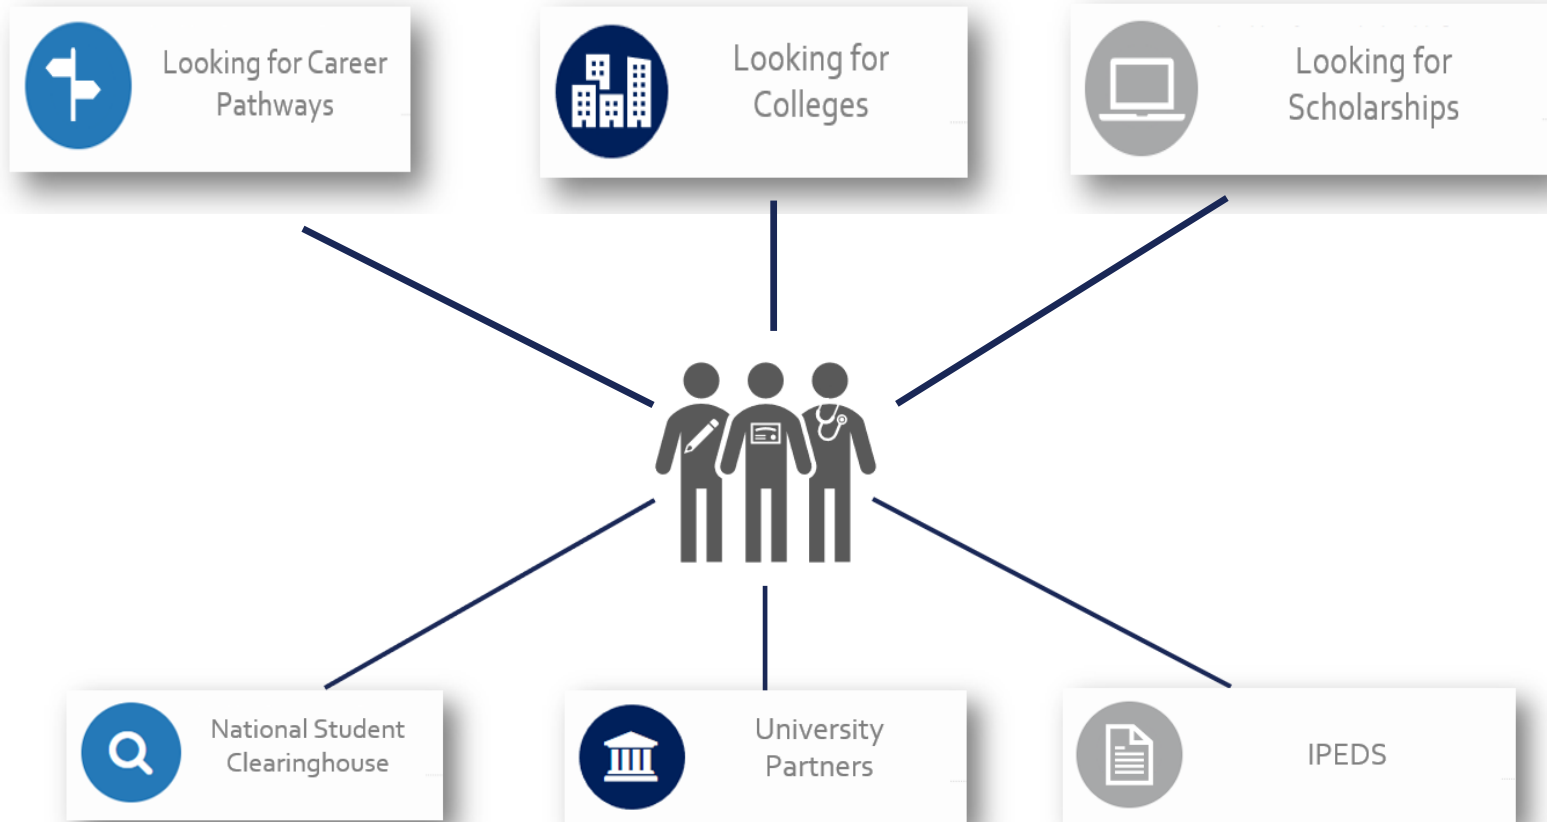 Looking for Career
Pathways
Looking for
Colleges
Looking for
Scholarships
National Student
Clearinghouse
University
Partners
IPEDS